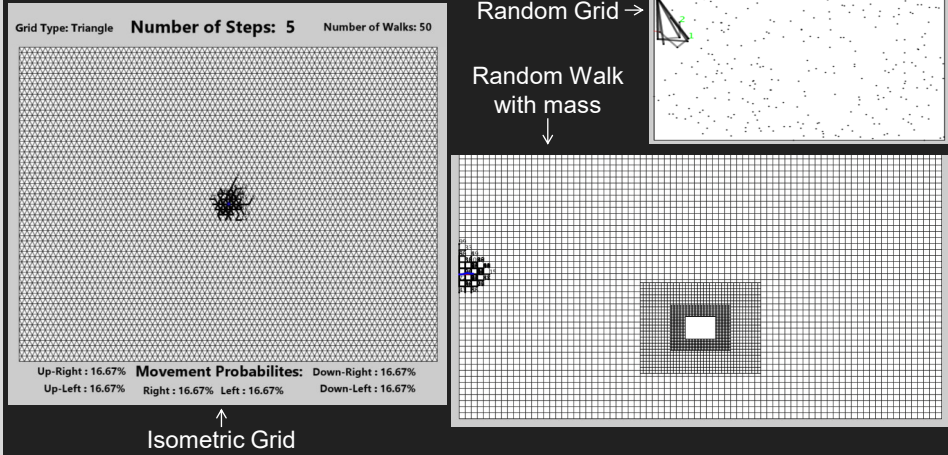 Grid Type: Triangle Number of Steps: 5 Number of Walks: 50
Random Grid
2
1
Random Walk
with mass
Up-Right : 16.67% Movement Probabilites: Down-Right : 16.67%
Up-Left : 16.67% Right : 16.67% Left : 16.67% Down-Left : 16.67%
Isometric Grid